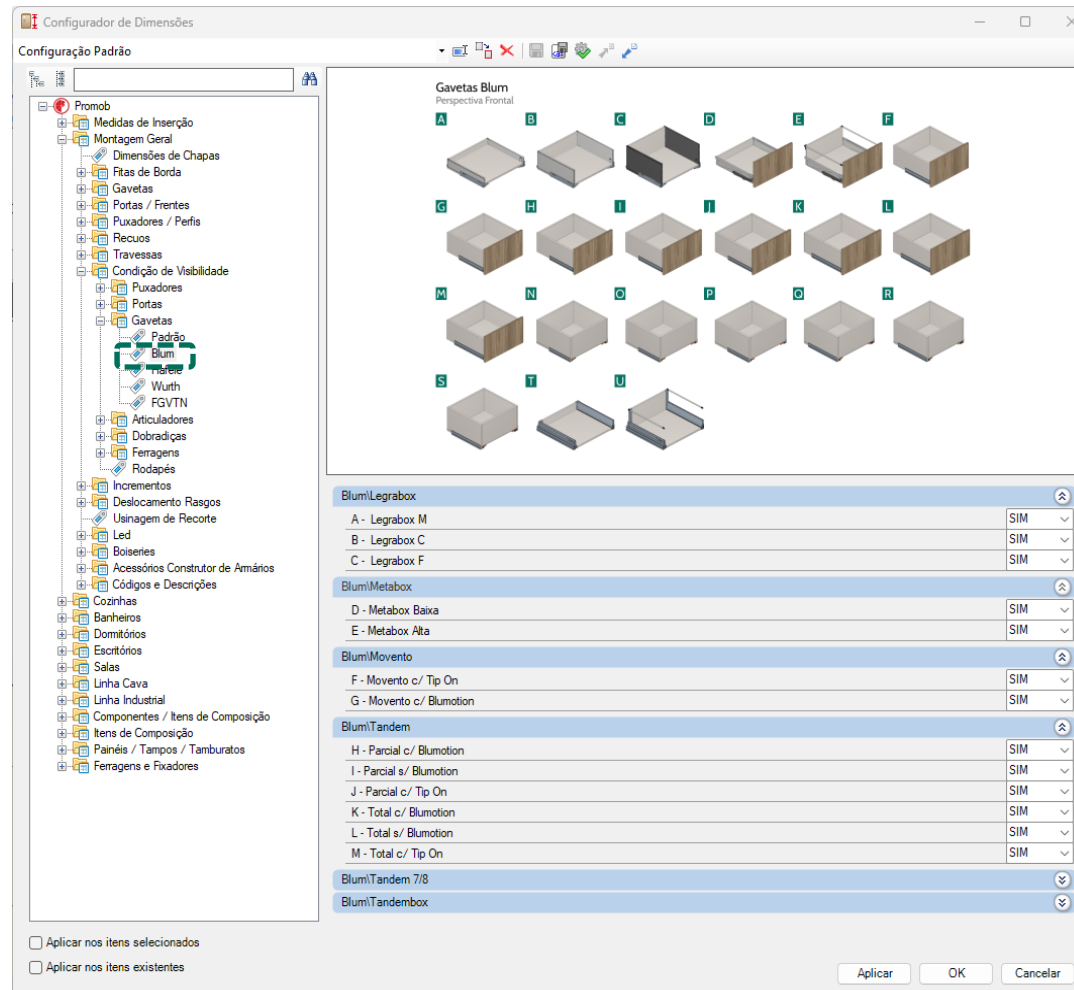 Configurador de Dimensões
Configuração Padrão
Promob
Medidas de Inserção
Montagem Geral
Dimensões de Chapas
Fitas de Borda
Gavetas
Portas / Frentes
Puxadores / Perfis
Recuos
Travessas
Condição de Visibilidade
Puxadores
Portas
Gavetas
Padrão
Blum
Hafele
Wurth
FGVTN
Articuladores
Dobradiças
Ferragens
Rodapés
Incrementos
Deslocamento Rasgos
Usinagem de Recorte
Led
Boiseries
Acessórios Construtor de Armários
Códigos e Descrições
Cozinhas
Banheiros
Dormitórios
Escritórios
Salas
Linha Cava
Linha Industrial
Componentes / Itens de Composição
Itens de Composição
Painéis / Tampos / Tamburatos
Ferragens e Fixadores
Aplicar nos itens selecionados
Aplicar nos itens existentes
Gavetas Blum
Perspectiva Frontal
A B C D E F
G H I J K L
M N O P Q R
S T U
Blum\Legrabox
A - Legrabox M SIM
B - Legrabox C SIM
C - Legrabox F SIM
Blum\Metabox
D - Metabox Baixa SIM
E - Metabox Alta SIM
Blum\Movento
F - Movento c/ Tip On SIM
G - Movento c/ Blumotion SIM
Blum\Tandem
H - Parcial c/ Blumotion SIM
I - Parcial s/ Blumotion SIM
J - Parcial c/ Tip On SIM
K - Total c/ Blumotion SIM
L - Total s/ Blumotion SIM
M - Total c/ Tip On SIM
Blum\Tandem 7/8
Blum\Tandembox
Aplicar OK Cancelar